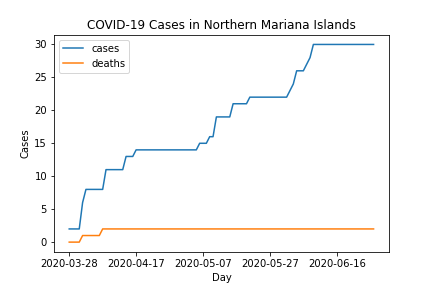 COVID-19 Cases in Northern Mariana Islands
cases
deaths
30
25
20
15
10
5
0
Cases
2020-03-28 2020-04-17 2020-05-07 2020-05-27 2020-06-16
Day